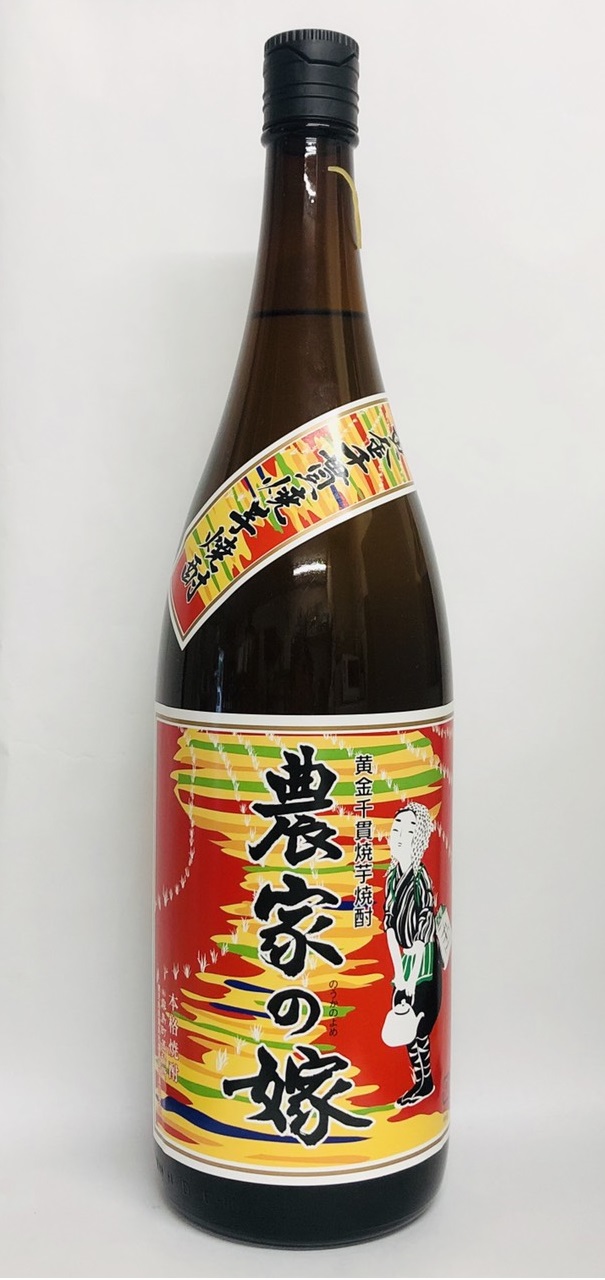 黄金千貫焼芋焼酎
黄金千貫焼芋焼酎
農家の嫁
のうかのよめ
本格焼酎